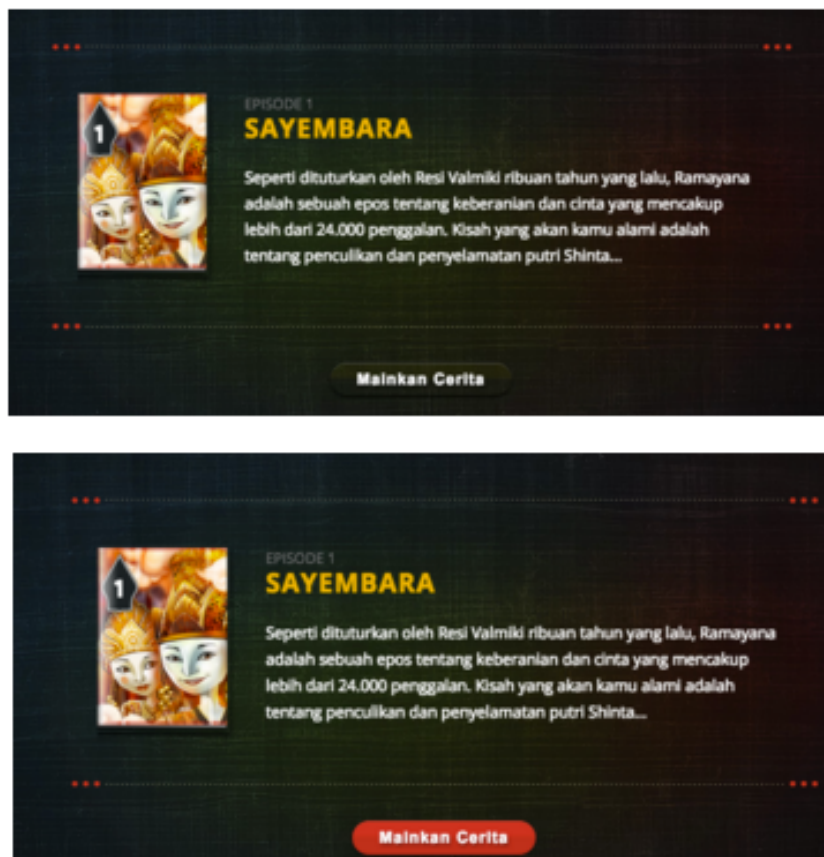 1
EPISODE 1
SAYEMBARA
Seperti dituturkan oleh Resi Valmiki ribuan tahun yang lalu, Ramayana
adalah sebuah epos tentang keberanian dan cinta yang mencakup
lebih dari 24.000 penggalan. Kisah yang akan kamu alami adalah
tentang penculikan dan penyelamatan putri Shinta...
Mainkan Cerita
1
EPISODE 1
SAYEMBARA
Seperti dituturkan oleh Resi Valmiki ribuan tahun yang lalu, Ramayana
adalah sebuah epos tentang keberanian dan cinta yang mencakup
lebih dari 24.000 penggalan. Kisah yang akan kamu alami adalah
tentang penculikan dan penyelamatan putri Shinta...
Mainkan Cerita